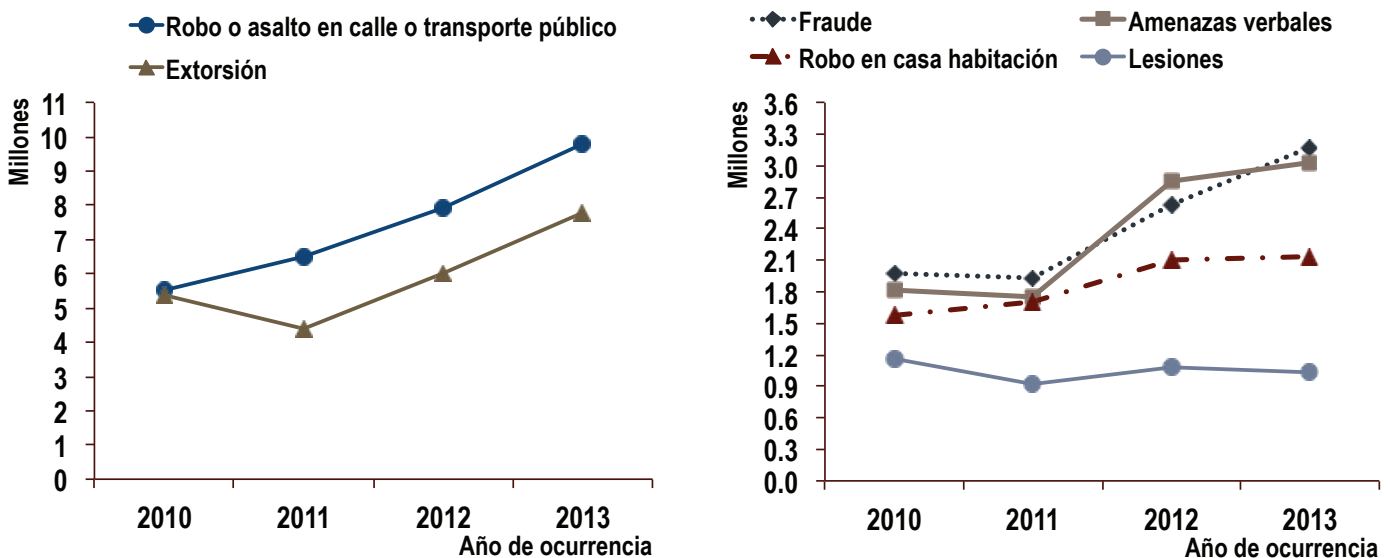 Robo o asalto en calle o transporte público
Extorsión
Millones
11
10
9
8
7
6
5
4
3
2
1
0
2010 2011 2012 2013
Año de ocurrencia
Fraude Amenazas verbales
Robo en casa habitación Lesiones
Millones
3.6
3.3
3.0
2.7
2.4
2.1
1.8
1.5
1.2
0.9
0.6
0.3
0.0
2010 2011 2012 2013
Año de ocurrencia